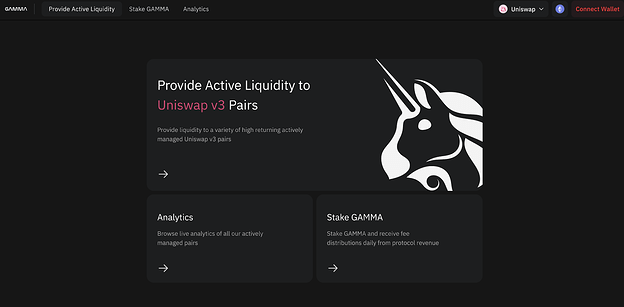 GAMMA
Provide Active Liquidity
Stake GAMMA
Analytics
Uniswap
Connect Wallet
Provide Active Liquidity to
Uniswap v3 Pairs
Provide liquidity to a variety of high returning actively
managed Uniswap v3 pairs
Analytics
Browse live analytics of all our actively
managed pairs
Stake GAMMA
Stake GAMMA and receive fee
distributions daily from protocol revenue